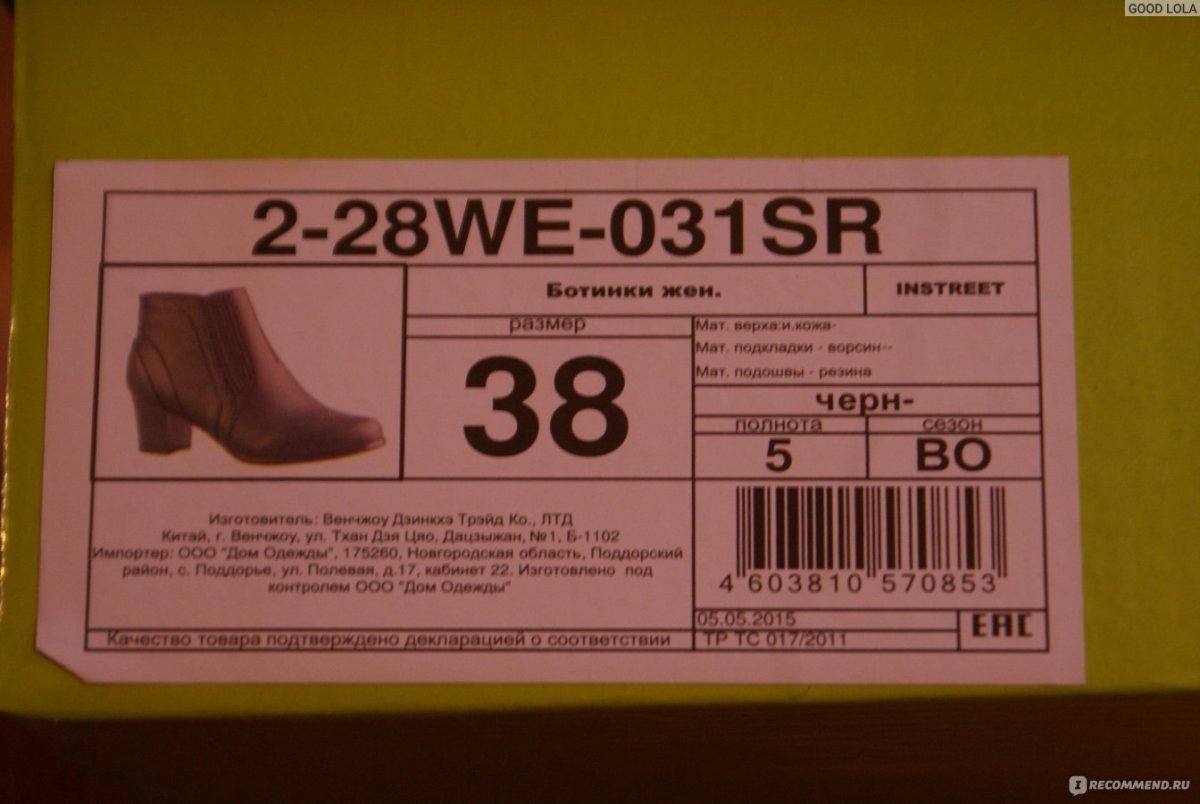 GOOD LOLA
2-28WE-031SR
Ботинки жен.
INSTREET
размер
38
Мат. верха:и.кожа-
Мат. подкладки - ворсин--
Мат. подошвы - резина
черн-
полнота
сезон
5
ВО
Изготовитель: Венчжоу Дзинкхэ Трэйд Ко., ЛТД
Китай, г. Венчжоу, ул. Тхан Дзя Цяо, Дацзыжан, №1, Б-1102
Импортер: ООО "Дом Одежды", 175260, Новгородская область, Поддорский
район, с. Поддорье, ул. Полевая, д.17, кабинет 22. Изготовлено под
контролем ООО "Дом Одежды"
4 603810 570853
05.05.2015
Качество товара подтверждено декларацией о соответствии
ТР ТС 017/2011
EAC
IRECOMMEND.RU